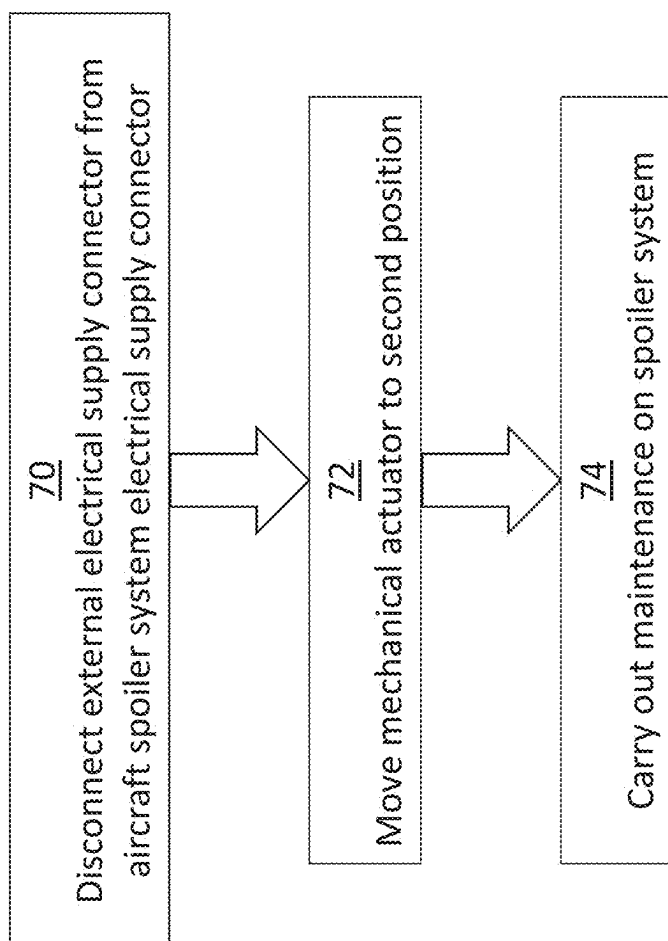 70
Disconnect external electrical supply connector from
aircraft spoiler system electrical supply connector
72
Move mechanical actuator to second position
74
Carry out maintenance on spoiler system